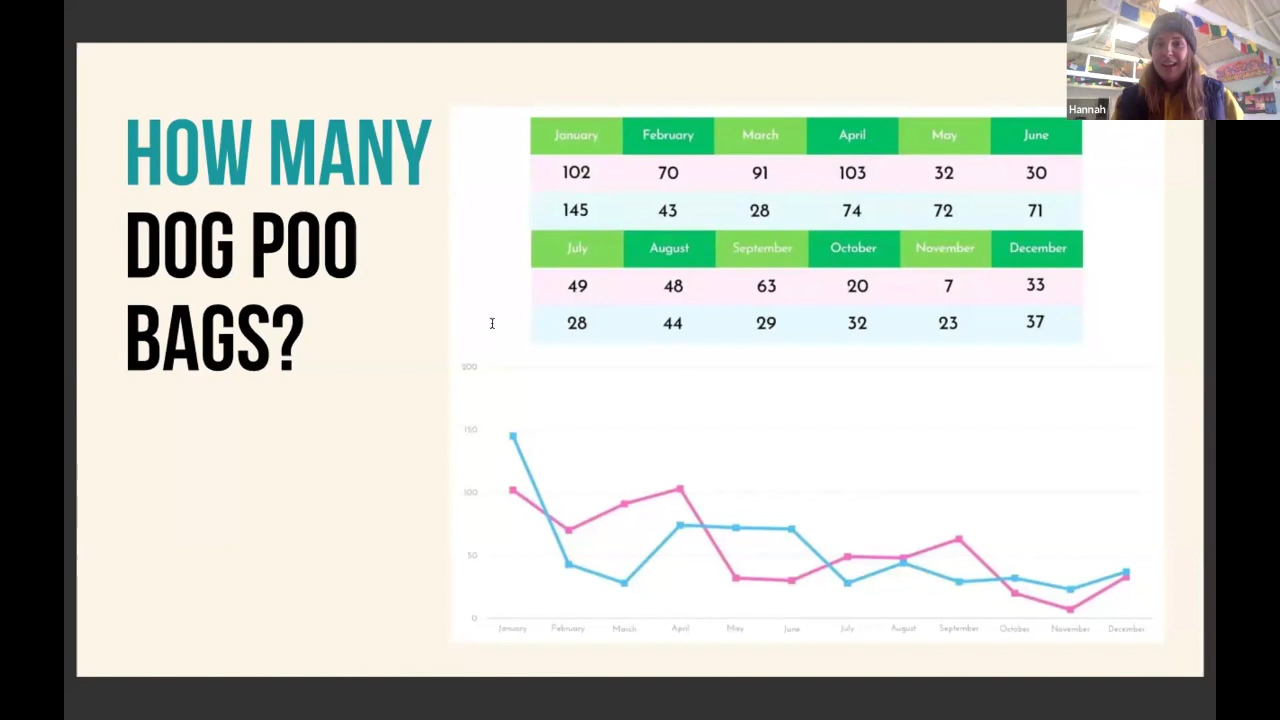 Hannah
HOW MANY
DOG POO
BAGS?
January February March April May June
102 70 91 103 32 30
145 43 28 74 72 71
July August September October November December
49 48 63 20 7 33
28 44 29 32 23 37
200
150
100
50
0
January February March April May June July August September October November December